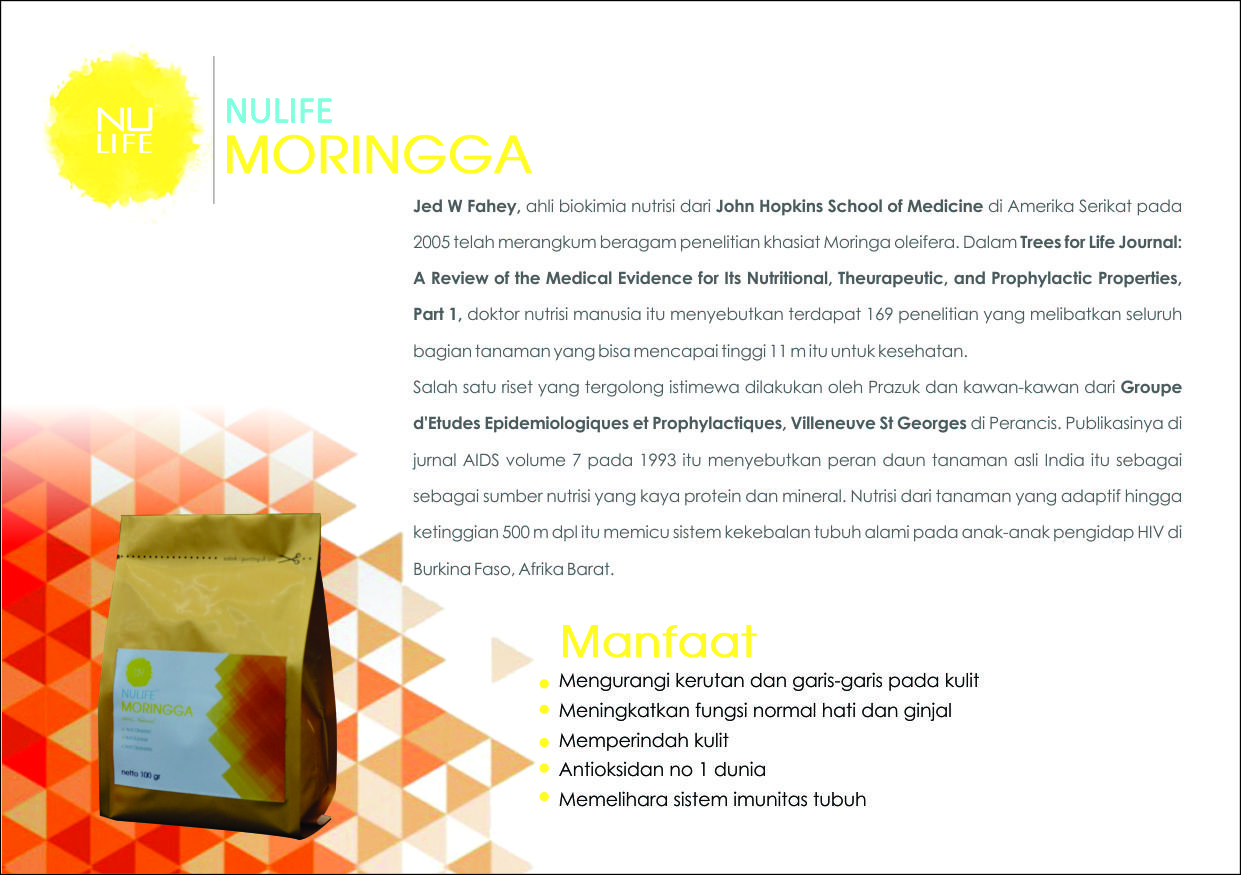 NU
LIFE
NULIFE
MORINGGA
Jed W Fahey, ahli biokimia nutrisi dari John Hopkins School of Medicine di Amerika Serikat pada
2005 telah merangkum beragam penelitian khasiat Moringa oleifera. Dalam Trees for Life Journal:
A Review of the Medical Evidence for Its Nutritional, Theurapeutic, and Prophylactic Properties,
Part 1, doktor nutrisi manusia itu menyebutkan terdapat 169 penelitian yang melibatkan seluruh
bagian tanaman yang bisa mencapai tinggi 11 m itu untuk kesehatan.
Salah satu riset yang tergolong istimewa dilakukan oleh Prazuk dan kawan-kawan dari Groupe
d'Etudes Epidemiologiques et Prophylactiques, Villeneuve St Georges di Perancis. Publikasinya di
jurnal AIDS volume 7 pada 1993 itu menyebutkan peran daun tanaman asli India itu sebagai
sebagai sumber nutrisi yang kaya protein dan mineral. Nutrisi dari tanaman yang adaptif hingga
ketinggian 500 m dpl itu memicu sistem kekebalan tubuh alami pada anak-anak pengidap HIV di
Burkina Faso, Afrika Barat.
Manfaat
Mengurangi kerutan dan garis-garis pada kulit
Meningkatkan fungsi normal hati dan ginjal
Memperindah kulit
Antioksidan no 1 dunia
Memelihara sistem imunitas tubuh
NULIFE
MORINGGA
netto 100 gr